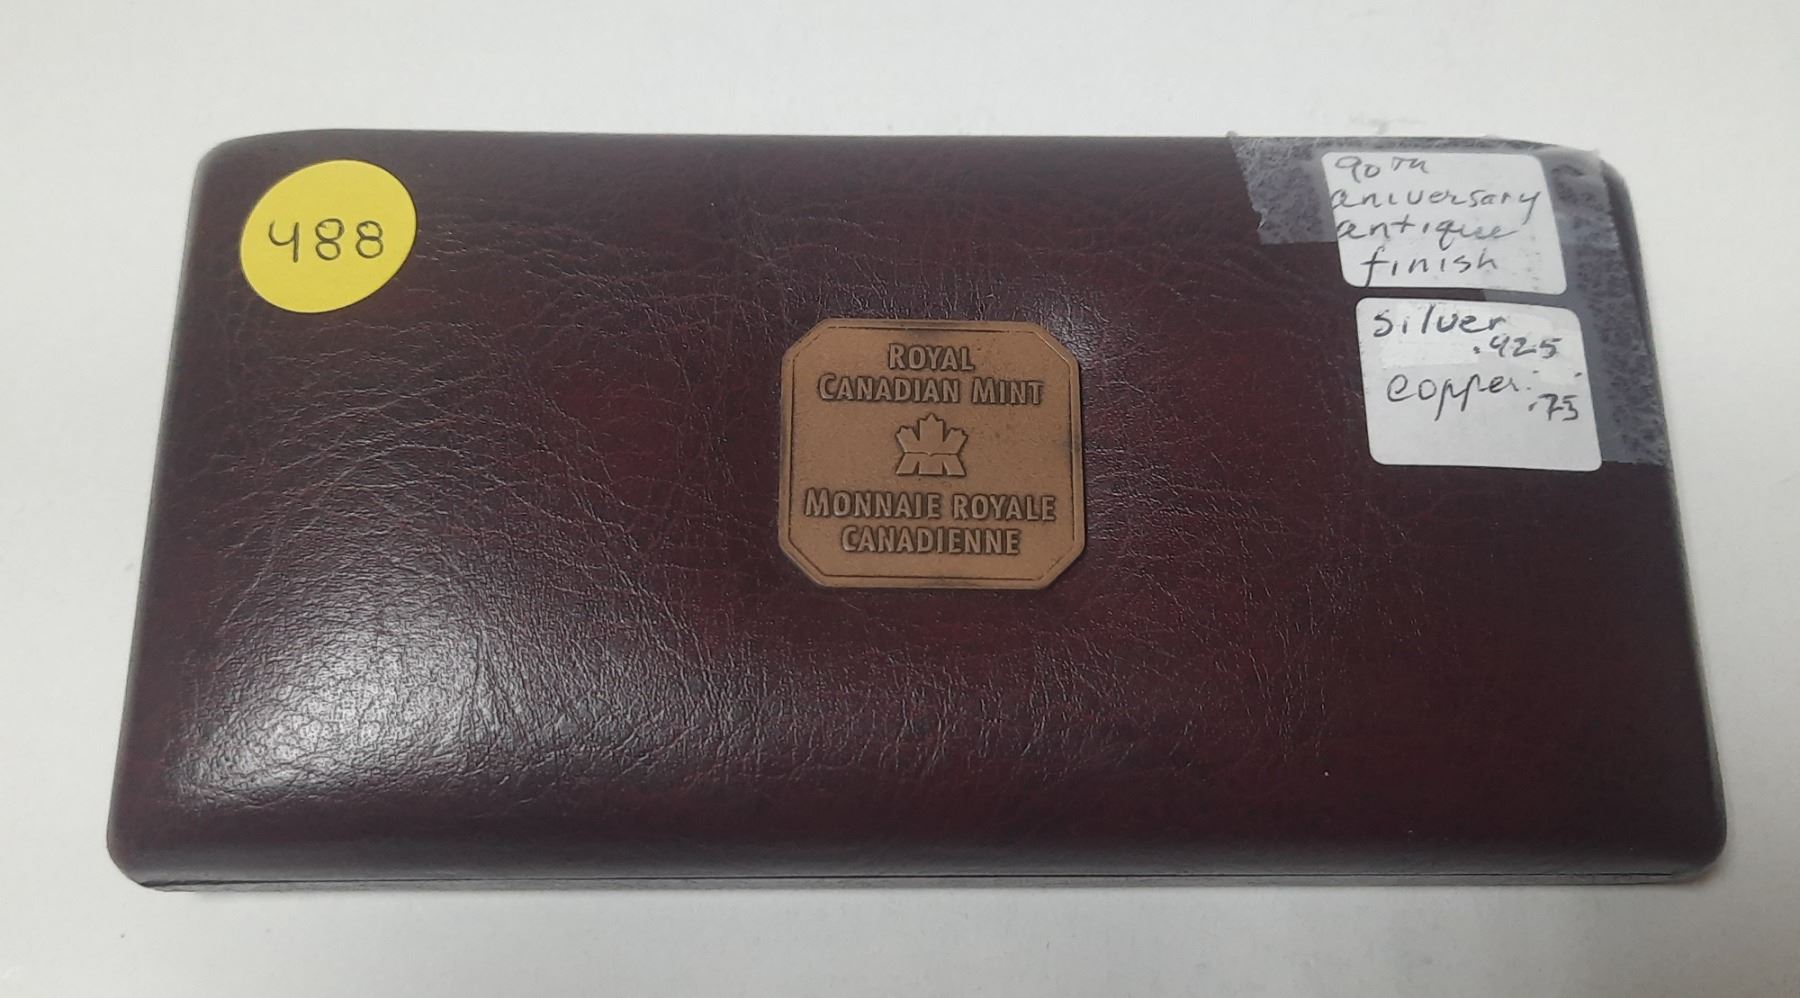 488
90TH
aniversary
antique
finish
silver
.925
copper
.75
ROYAL
CANADIAN MINT
MONNAIE ROYALE
CANADIENNE